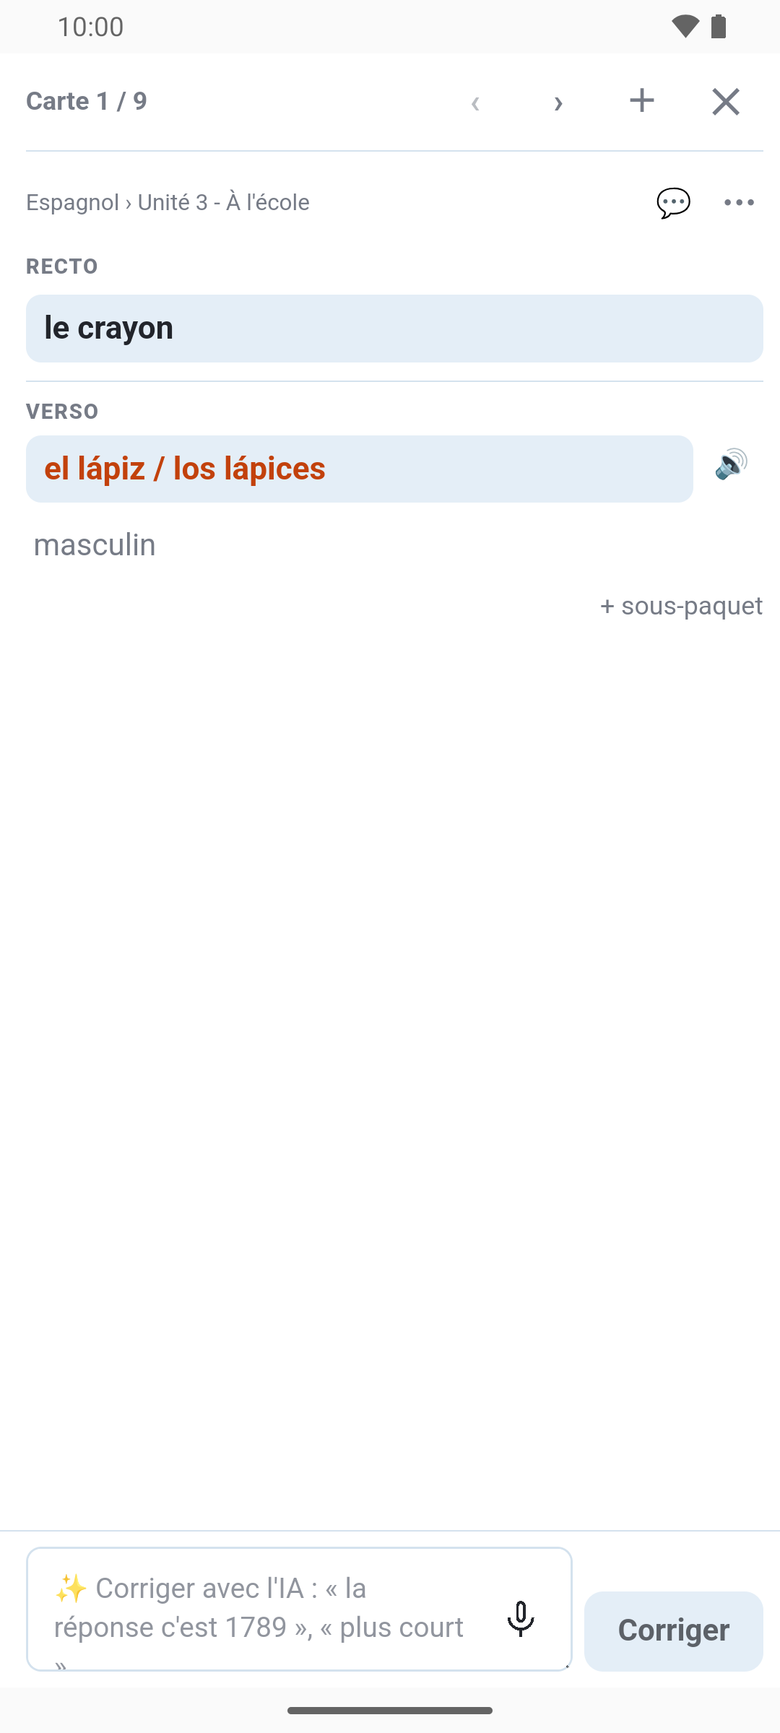 10:00
Carte 1 / 9
‹ › +
Espagnol › Unité 3 - À l'école
RECTO
le crayon
VERSO
el lápiz / los lápices
masculin
+ sous-paquet
✨ Corriger avec l'IA : « la
réponse c'est 1789 », « plus court
»
Corriger